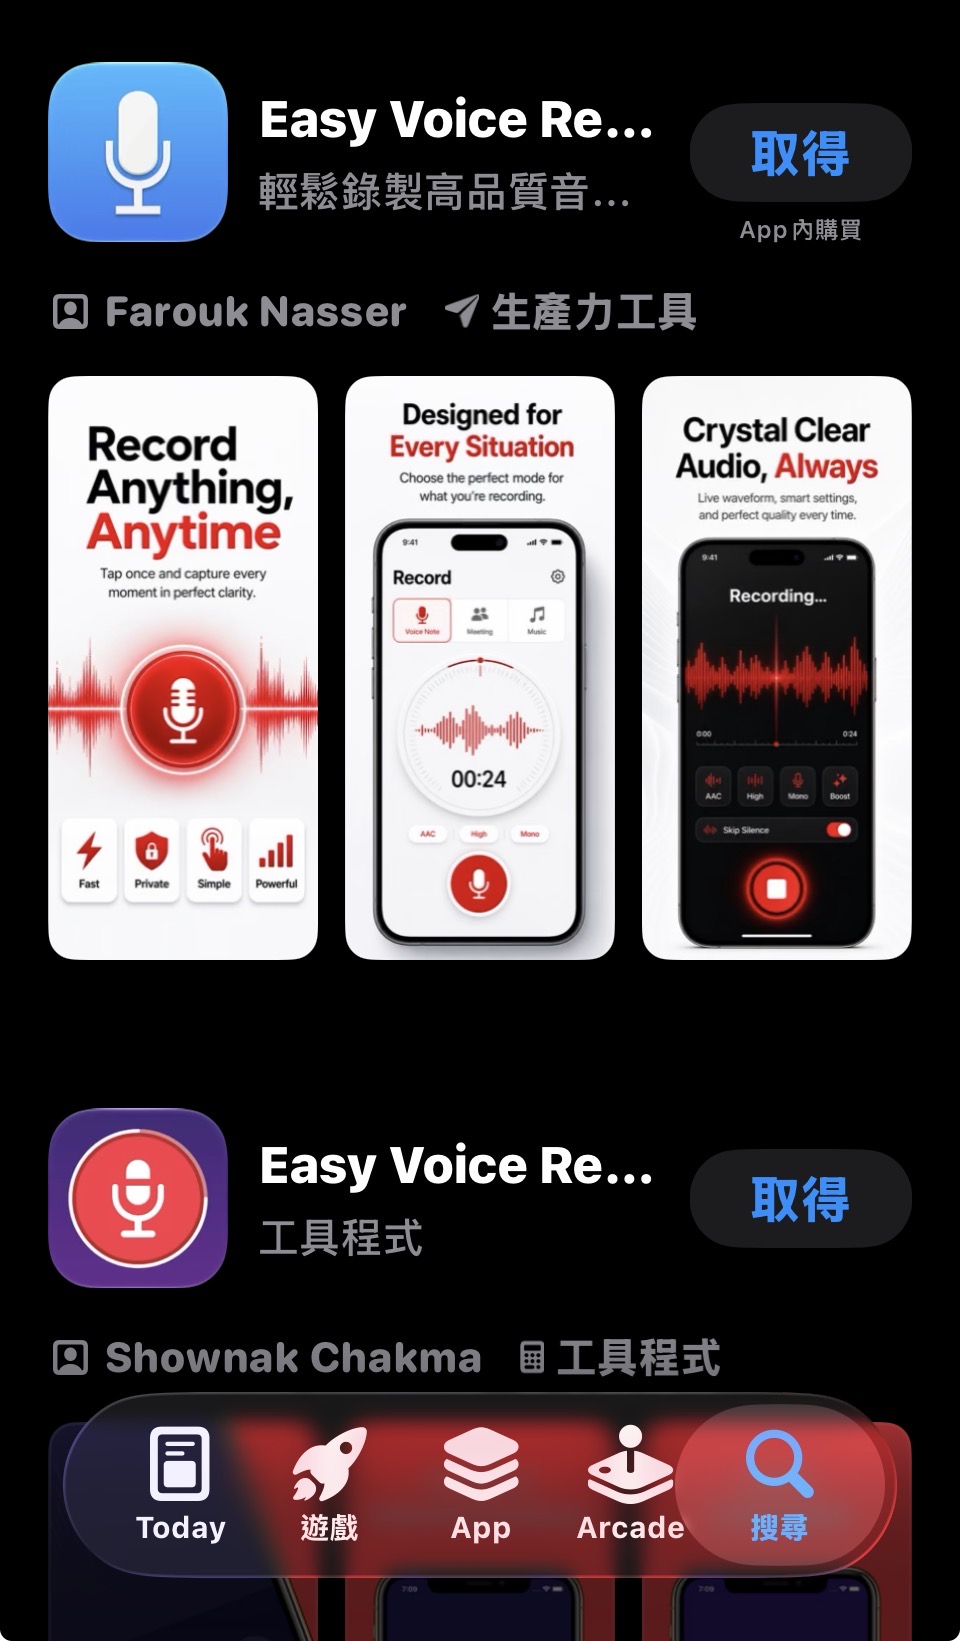 Easy Voice Re...
取得
輕鬆錄製高品質音...
App 內購買
Farouk Nasser
生產力工具
Record
Anything,
Anytime
Tap once and capture every
moment in perfect clarity.
Fast
Private
Simple
Powerful
Designed for
Every Situation
Choose the perfect mode for
what you're recording.
9:41
Record
Voice Note
Meeting
Music
00:24
AAC
High
Mono
Crystal Clear
Audio, Always
Live waveform, smart settings,
and perfect quality every time.
9:41
Recording...
0:00
0:24
AAC
High
Mono
Boost
Skip Silence
Easy Voice Re...
取得
工具程式
Shownak Chakma
工具程式
Today
遊戲
App
Arcade
搜尋
7:09
7:09